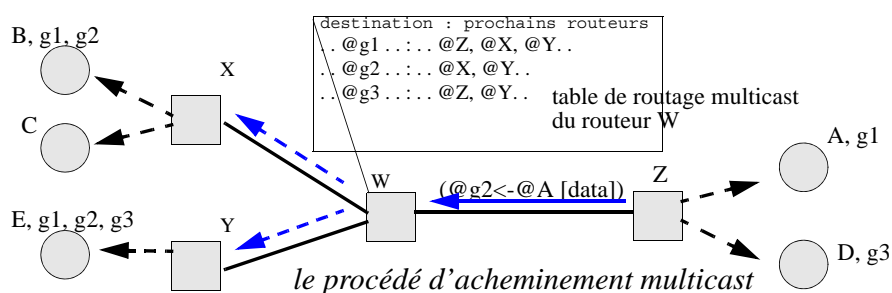 destination : prochains routeurs
. . @g1 . . : . . @Z, @X, @Y. .
. . @g2 . . : . . @X, @Y. .
. . @g3 . . : . . @Z, @Y. .
table de routage multicast
du routeur W
B, g1, g2
X
C
A, g1
Z
W
(@g2<-@A [data])
E, g1, g2, g3
Y
D, g3
le procédé d'acheminement multicast